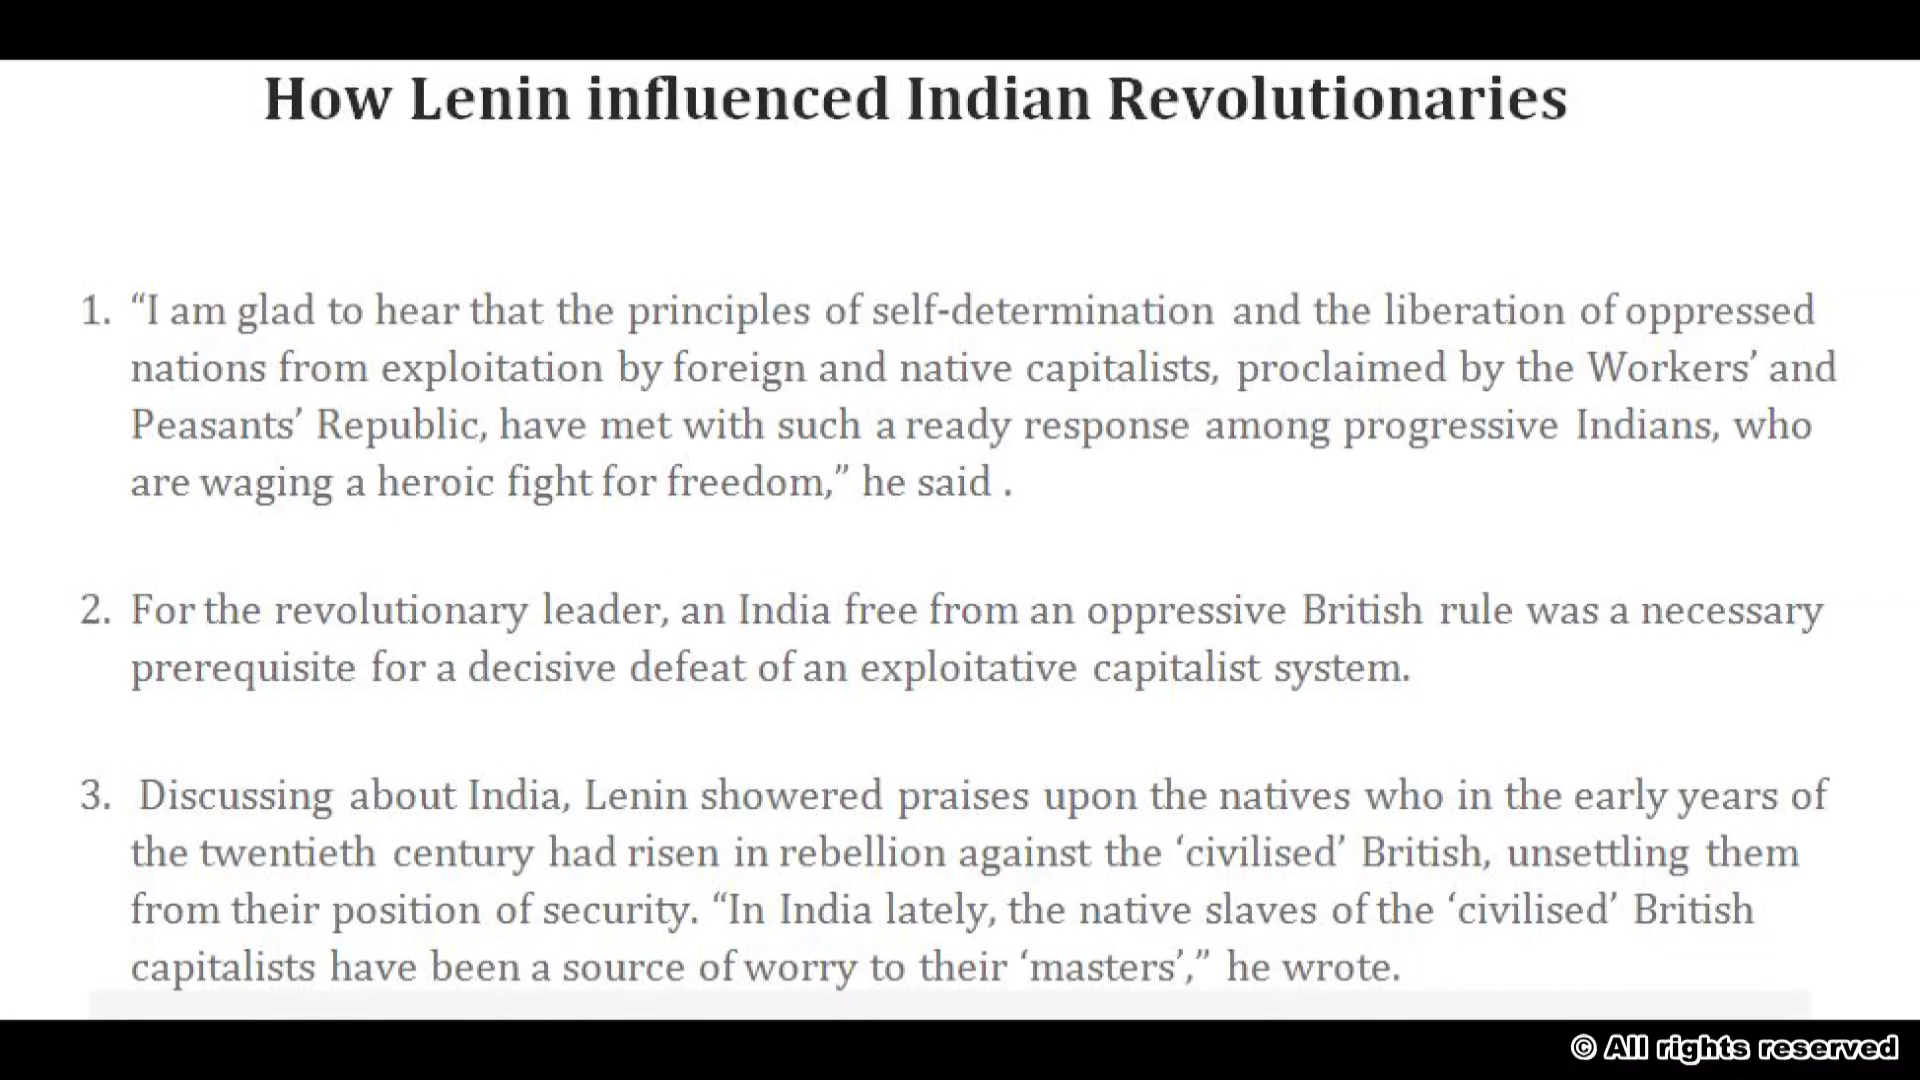 How Lenin influenced Indian Revolutionaries
1. “I am glad to hear that the principles of self-determination and the liberation of oppressed
nations from exploitation by foreign and native capitalists, proclaimed by the Workers’ and
Peasants’ Republic, have met with such a ready response among progressive Indians, who
are waging a heroic fight for freedom,” he said .
2. For the revolutionary leader, an India free from an oppressive British rule was a necessary
prerequisite for a decisive defeat of an exploitative capitalist system.
3. Discussing about India, Lenin showered praises upon the natives who in the early years of
the twentieth century had risen in rebellion against the ‘civilised’ British, unsettling them
from their position of security. “In India lately, the native slaves of the ‘civilised’ British
capitalists have been a source of worry to their ‘masters’,” he wrote.
© All rights reserved